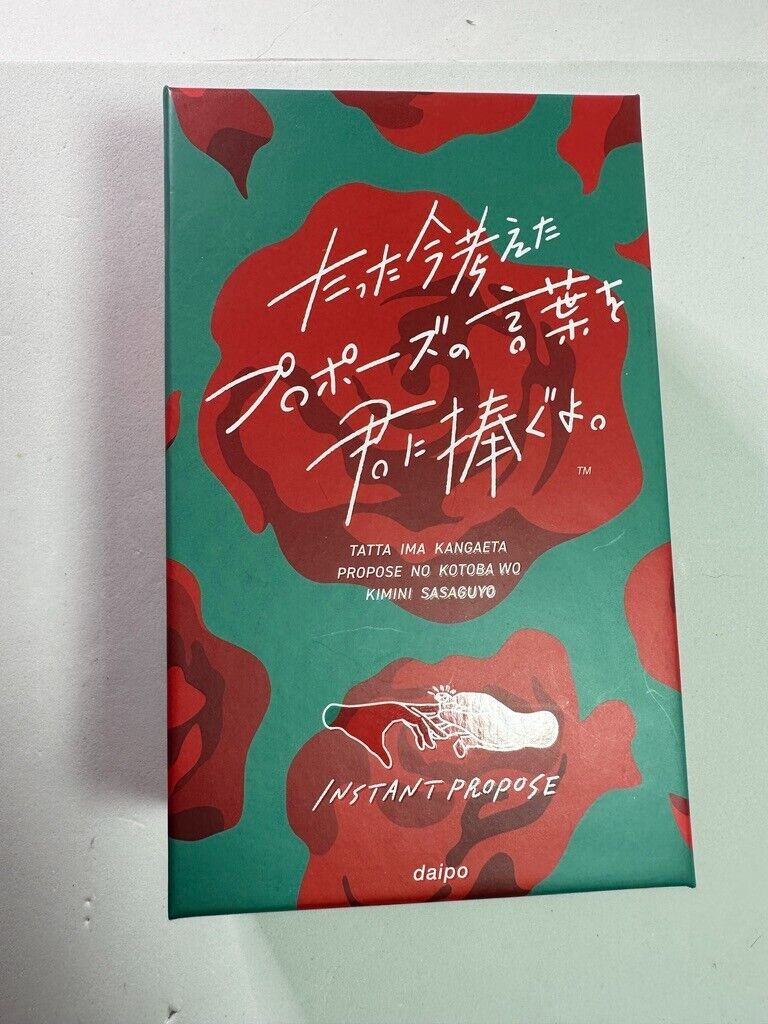 たった今考えた
プロポーズの言葉を
君に捧ぐよ。
TM
TATTA IMA KANGAETA
PROPOSE NO KOTOBA WO
KIMINI SASAGUYO
INSTANT PROPOSE
daipo